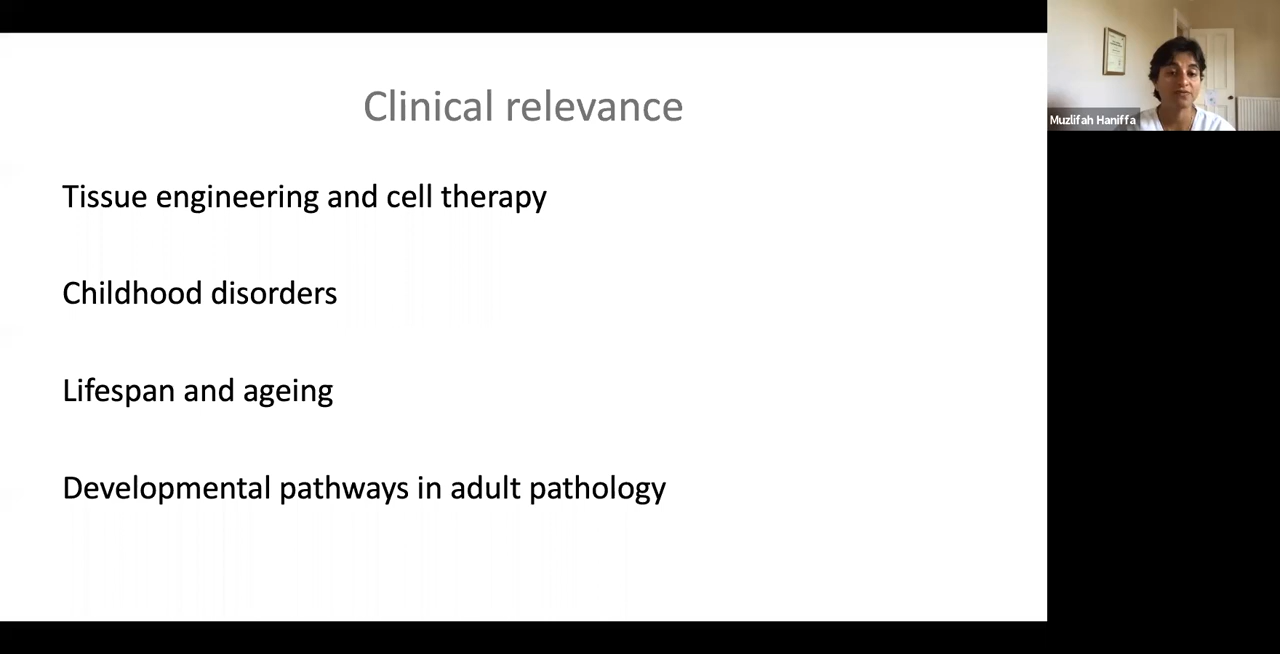 Clinical relevance
Tissue engineering and cell therapy
Childhood disorders
Lifespan and ageing
Developmental pathways in adult pathology
Muzlifah Haniffa